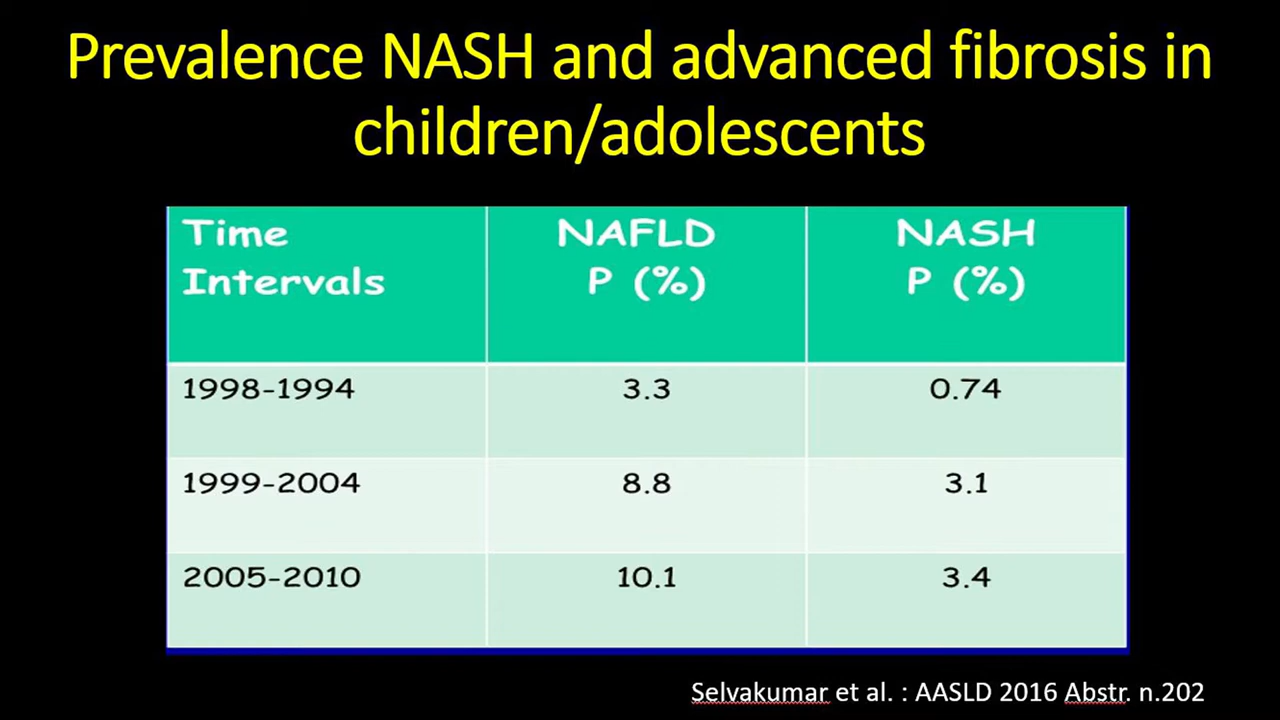 Prevalence NASH and advanced fibrosis in
children/adolescents
Time Intervals NAFLD P (%) NASH P (%)
1998-1994 3.3 0.74
1999-2004 8.8 3.1
2005-2010 10.1 3.4
Selvakumar et al. : AASLD 2016 Abstr. n.202